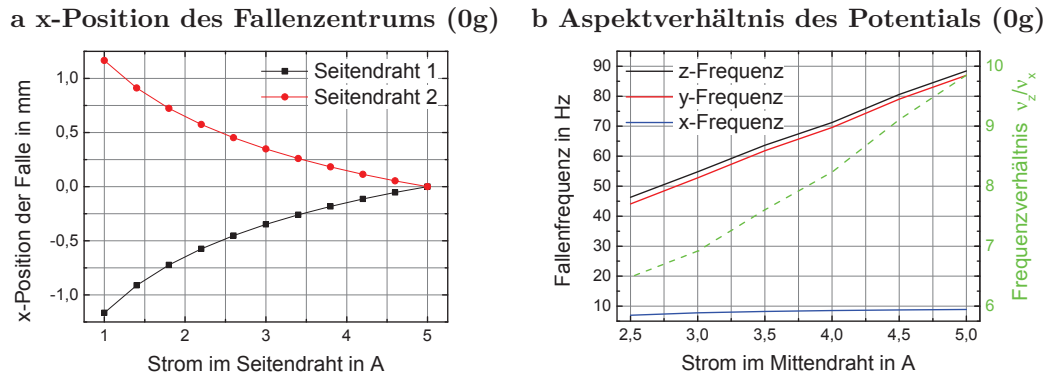 a x-Position des Fallenzentrums (0g)
x-Position der Falle in mm
1,0
0,5
0,0
-0,5
-1,0
Seitendraht 1
Seitendraht 2
1 2 3 4 5
Strom im Seitendraht in A
b Aspektverhältnis des Potentials (0g)
Fallenfrequenz in Hz
90
80
70
60
50
40
30
20
10
z-Frequenz
y-Frequenz
x-Frequenz
10
9
8
7
6
Frequenzverhältnis νz/νx
2,5 3,0 3,5 4,0 4,5 5,0
Strom im Mittendraht in A